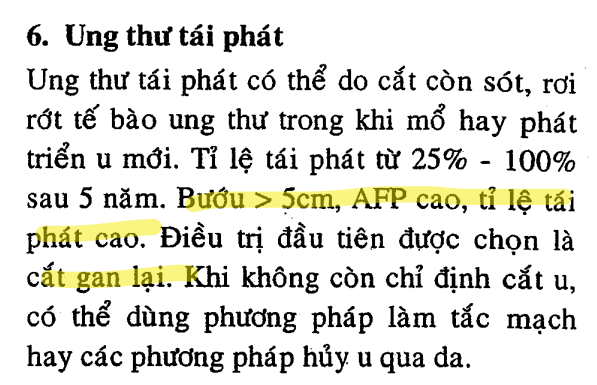 6. Ung thư tái phát
Ung thư tái phát có thể do cắt còn sót, rơi
rớt tế bào ung thư trong khi mổ hay phát
triển u mới. Tỉ lệ tái phát từ 25% - 100%
sau 5 năm. Bướu > 5cm, AFP cao, tỉ lệ tái
phát cao. Điều trị đầu tiên được chọn là
cắt gan lại. Khi không còn chỉ định cắt u,
có thể dùng phương pháp làm tắc mạch
hay các phương pháp hủy u qua da.